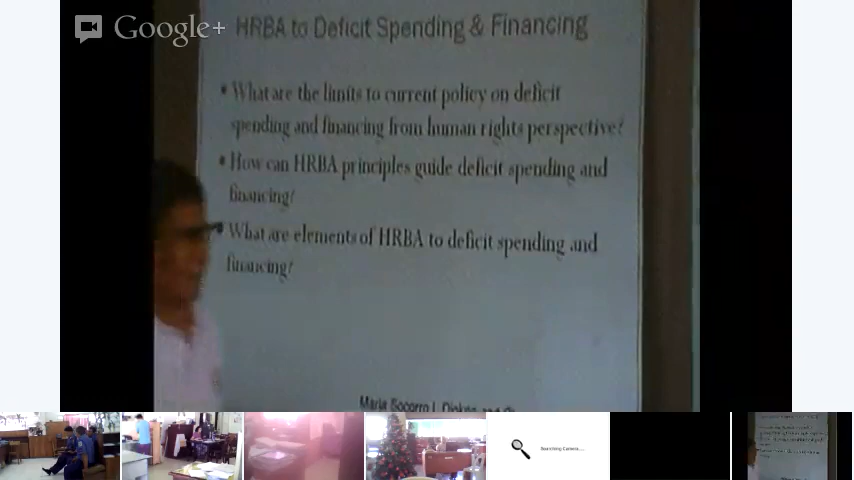 Google+
HRBA to Deficit Spending & Financing
• What are the limits to current policy on deficit
spending and financing from human rights perspective?
• How can HRBA principles guide deficit spending and
financing?
• What are elements of HRBA to deficit spending and
financing?
Maria Socorro I.